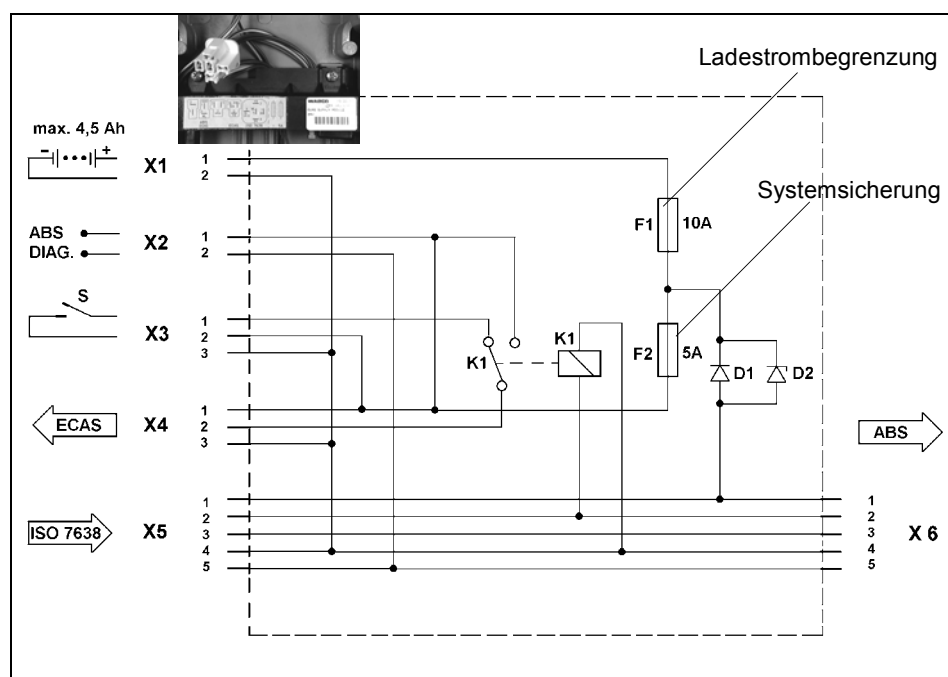 Ladestrombegrenzung
Systemsicherung
max. 4,5 Ah
- +
X1
1
2
F1 10A
ABS
DIAG.
X2
1
2
S
X3
1
2
3
K1
K1
F2 5A
D1
D2
ECAS
X4
1
2
3
ABS
ISO 7638
X5
1
2
3
4
5
1
2
3
4
5
X 6